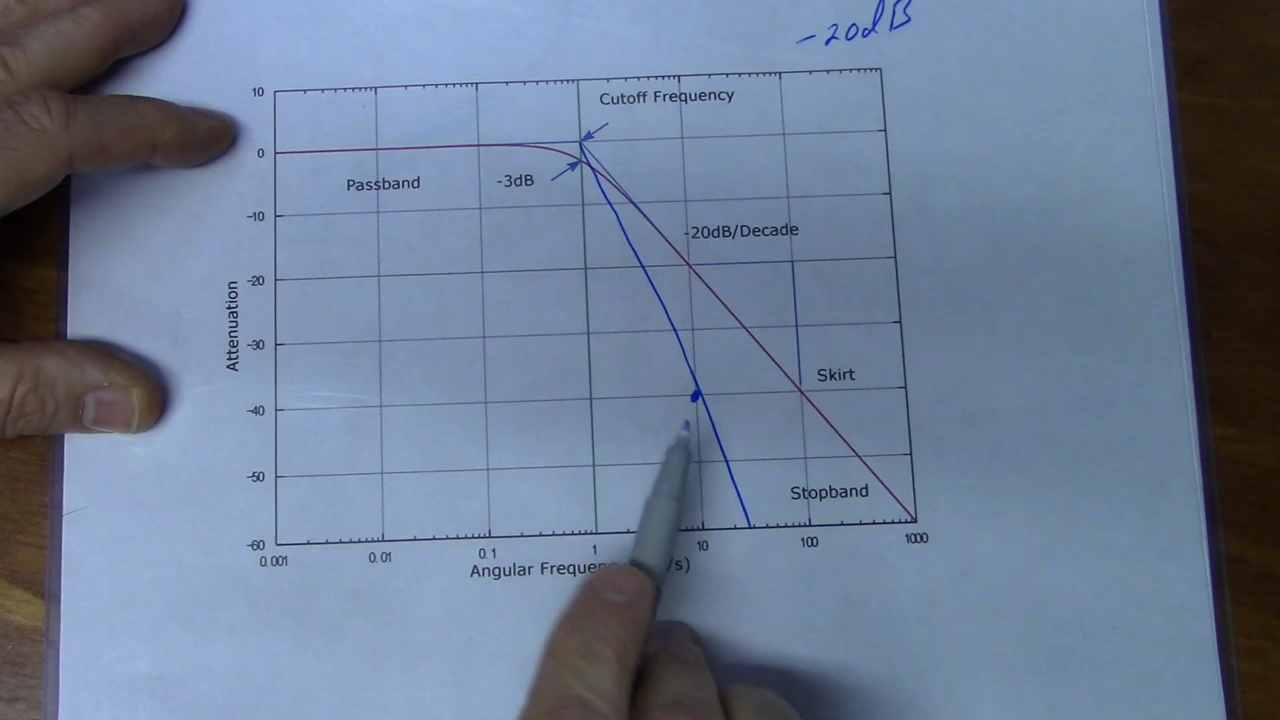 -20dB
10
Cutoff Frequency
0
-3dB
Passband
-10
-20dB/Decade
-20
Attenuation
-30
Skirt
-40
-50
Stopband
-60
0.001
0.01
0.1
1
10
100
1000
Angular /s)